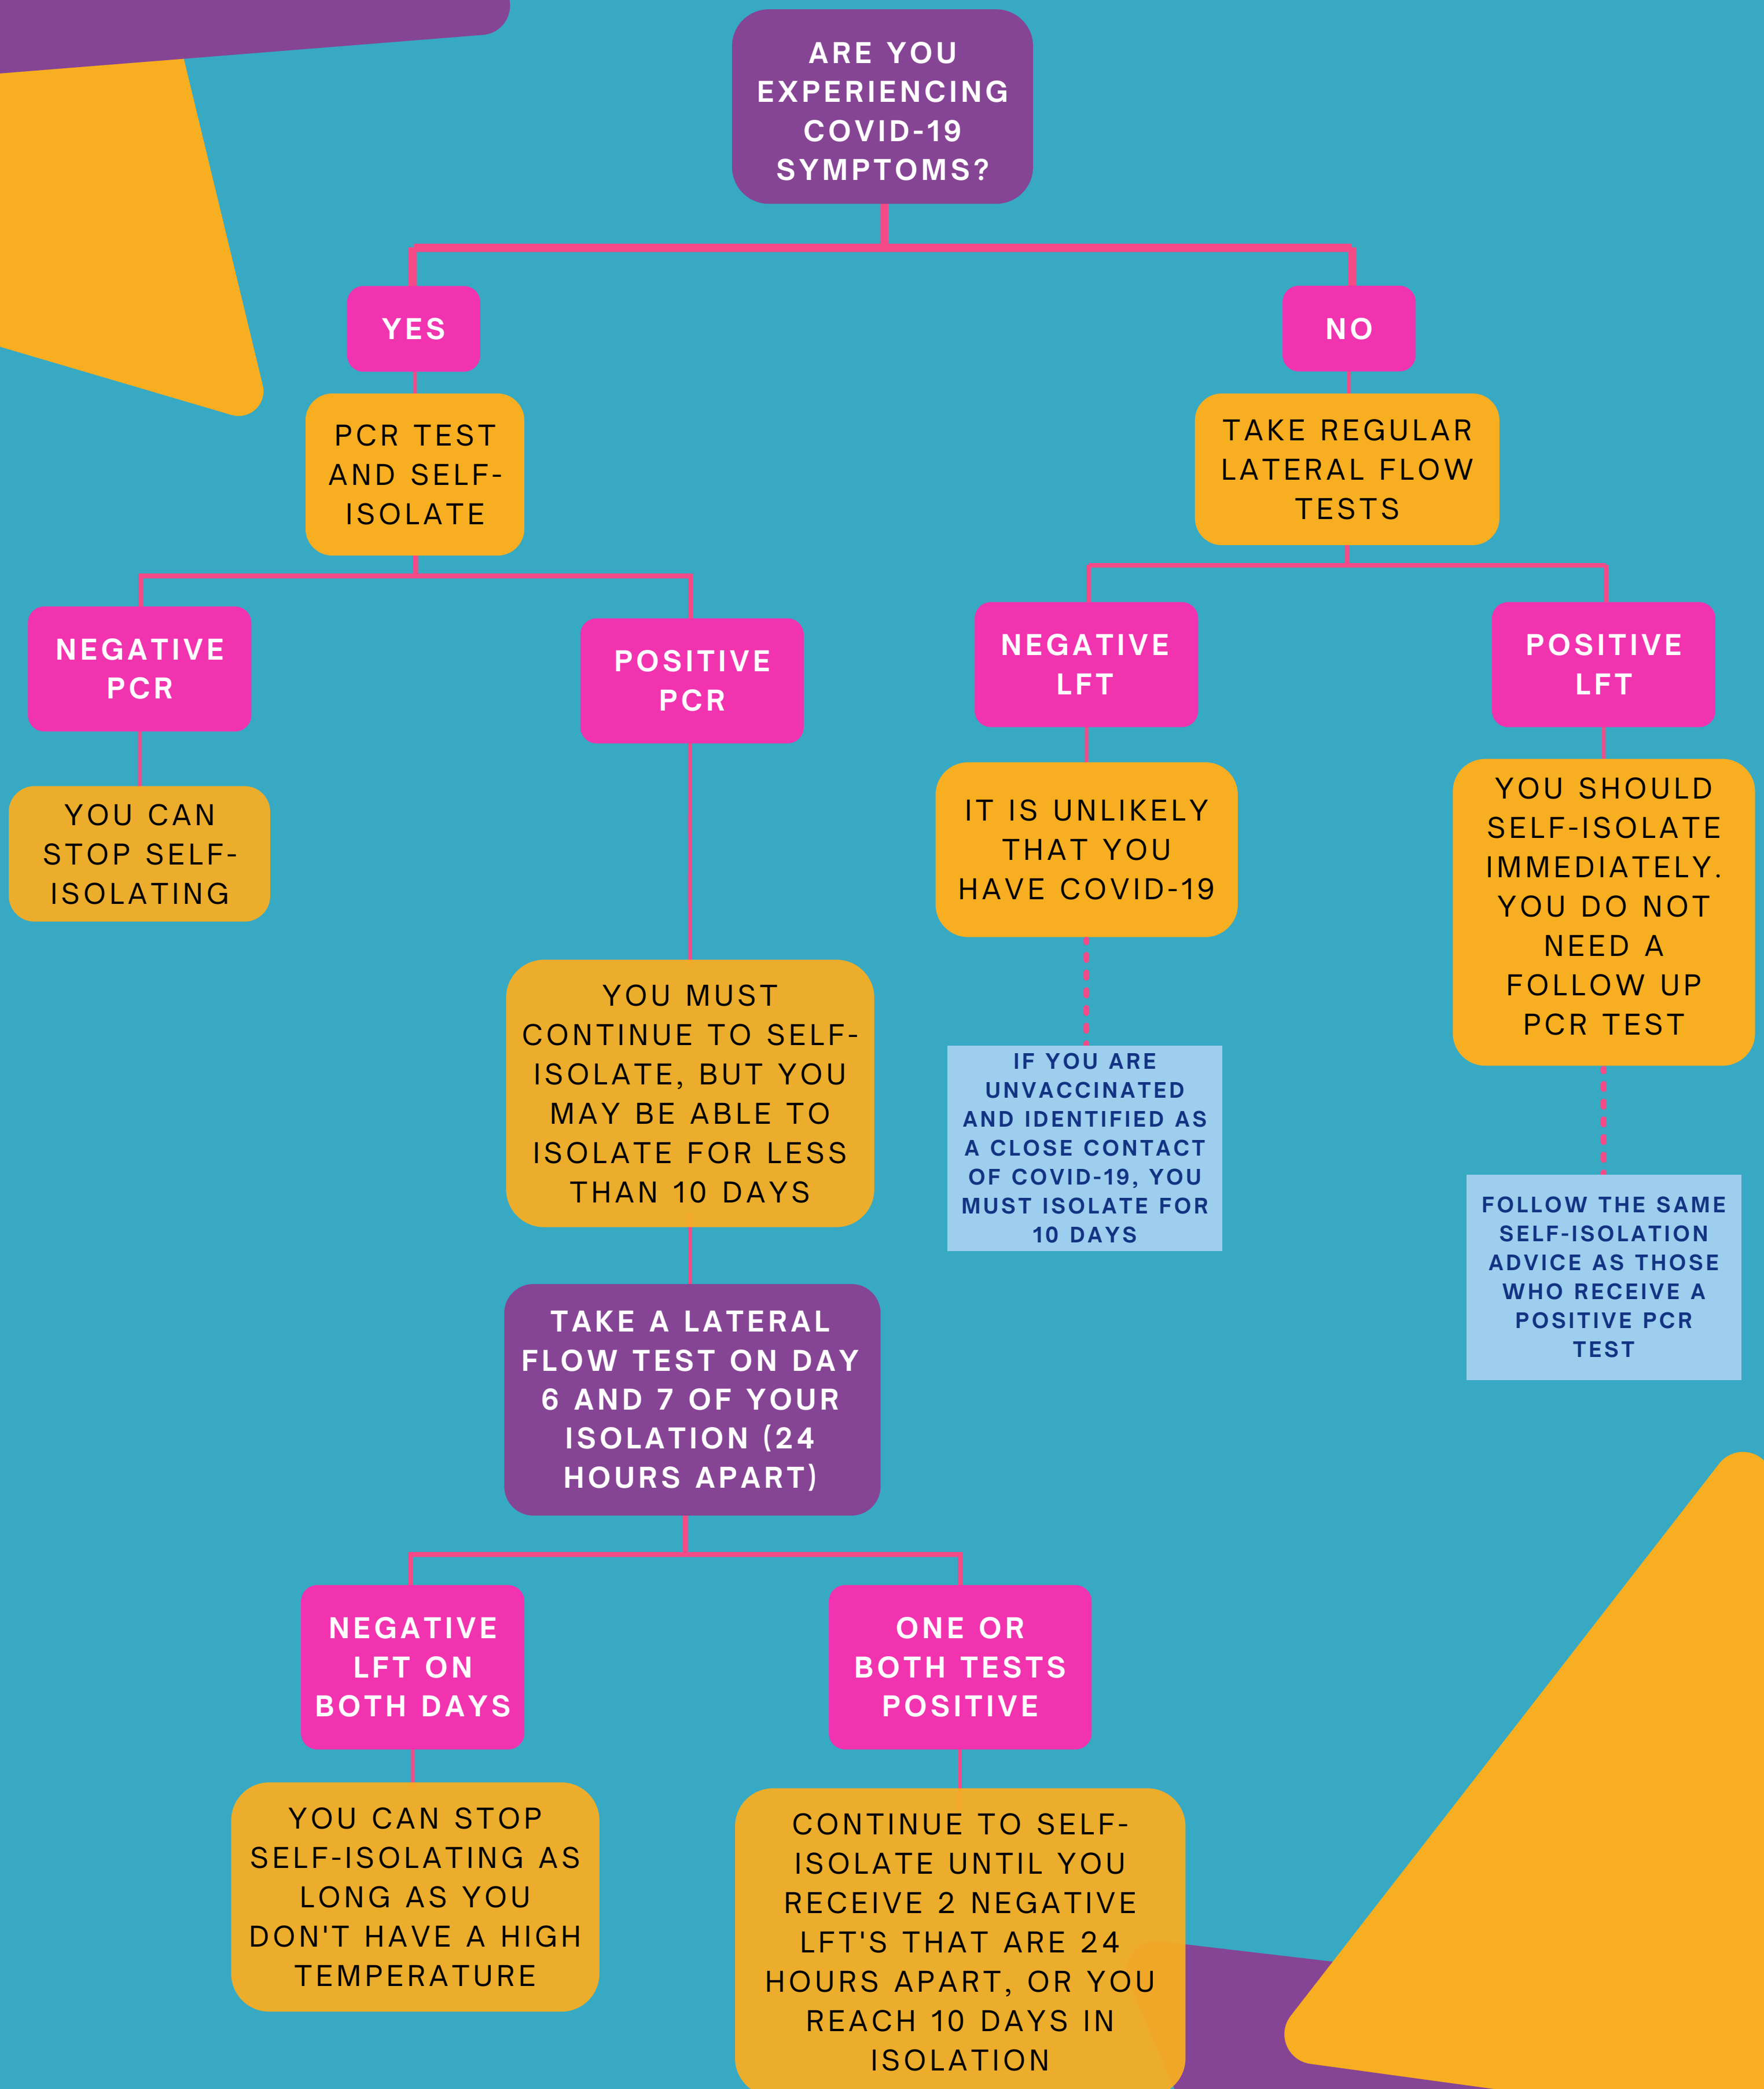 ARE YOU
EXPERIENCING
COVID-19
SYMPTOMS?
YES
NO
PCR TEST
AND SELF-
ISOLATE
TAKE REGULAR
LATERAL FLOW
TESTS
NEGATIVE
PCR
POSITIVE
PCR
NEGATIVE
LFT
POSITIVE
LFT
YOU CAN
STOP SELF-
ISOLATING
IT IS UNLIKELY
THAT YOU
HAVE COVID-19
YOU SHOULD
SELF-ISOLATE
IMMEDIATELY.
YOU DO NOT
NEED A
FOLLOW UP
PCR TEST
YOU MUST
CONTINUE TO SELF-
ISOLATE, BUT YOU
MAY BE ABLE TO
ISOLATE FOR LESS
THAN 10 DAYS
IF YOU ARE
UNVACCINATED
AND IDENTIFIED AS
A CLOSE CONTACT
OF COVID-19, YOU
MUST ISOLATE FOR
10 DAYS
FOLLOW THE SAME
SELF-ISOLATION
ADVICE AS THOSE
WHO RECEIVE A
POSITIVE PCR
TEST
TAKE A LATERAL
FLOW TEST ON DAY
6 AND 7 OF YOUR
ISOLATION (24
HOURS APART)
NEGATIVE
LFT ON
BOTH DAYS
ONE OR
BOTH TESTS
POSITIVE
YOU CAN STOP
SELF-ISOLATING AS
LONG AS YOU
DON'T HAVE A HIGH
TEMPERATURE
CONTINUE TO SELF-
ISOLATE UNTIL YOU
RECEIVE 2 NEGATIVE
LFT'S THAT ARE 24
HOURS APART, OR YOU
REACH 10 DAYS IN
ISOLATION